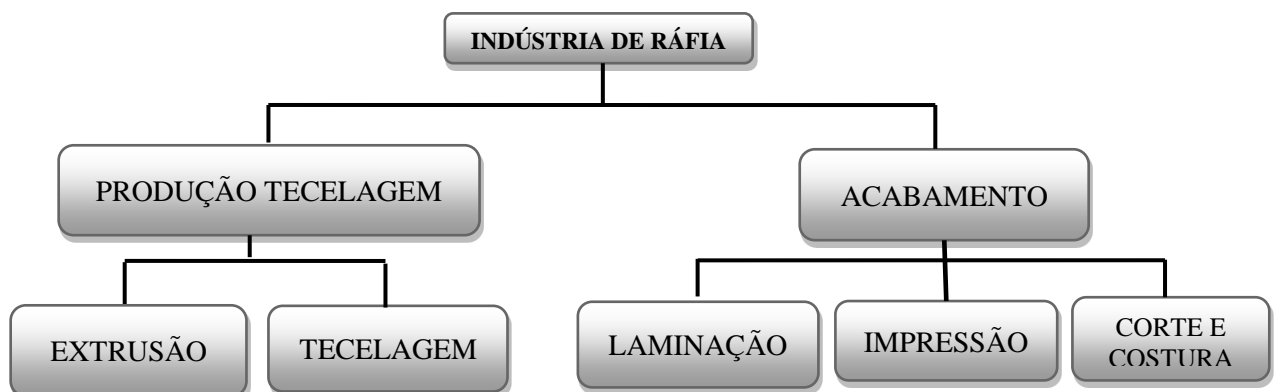 INDÚSTRIA DE RÁFIA
PRODUÇÃO TECELAGEM
ACABAMENTO
EXTRUSÃO
TECELAGEM
LAMINAÇÃO
IMPRESSÃO
CORTE E
COSTURA